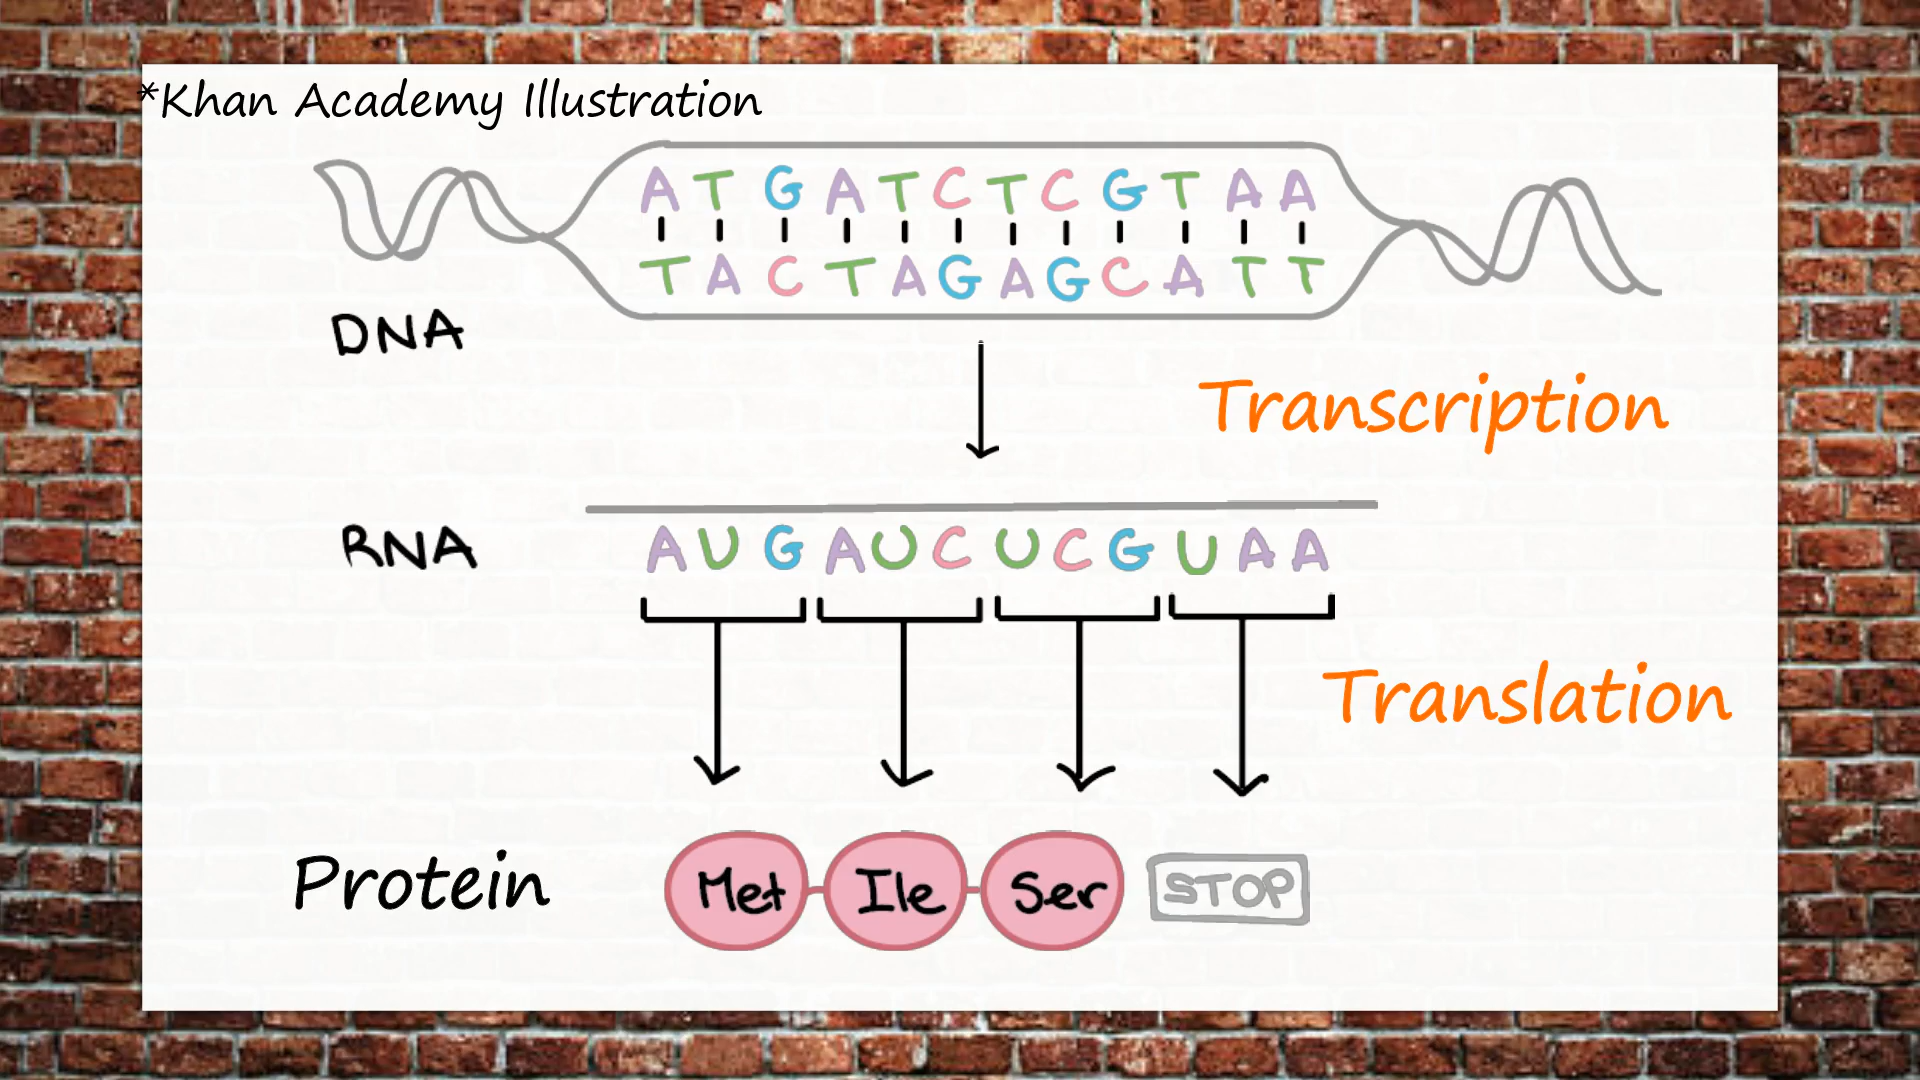 *Khan Academy Illustration
A T G A T C T C G T A A
T A C T A G A G C A T T
DNA
Transcription
RNA
A U G A U C U C G U A A
Translation
Protein
Met Ile Ser STOP